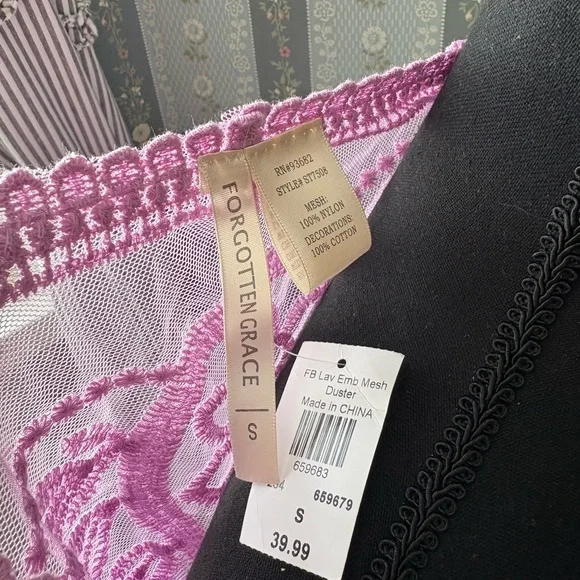 RN#93682
STYLE# ST7508
MESH:
100% NYLON
DECORATIONS:
100% COTTON
FORGOTTEN GRACE | S
FB Lav Emb Mesh
Duster
Made in CHINA
659683
659679
S
39.99